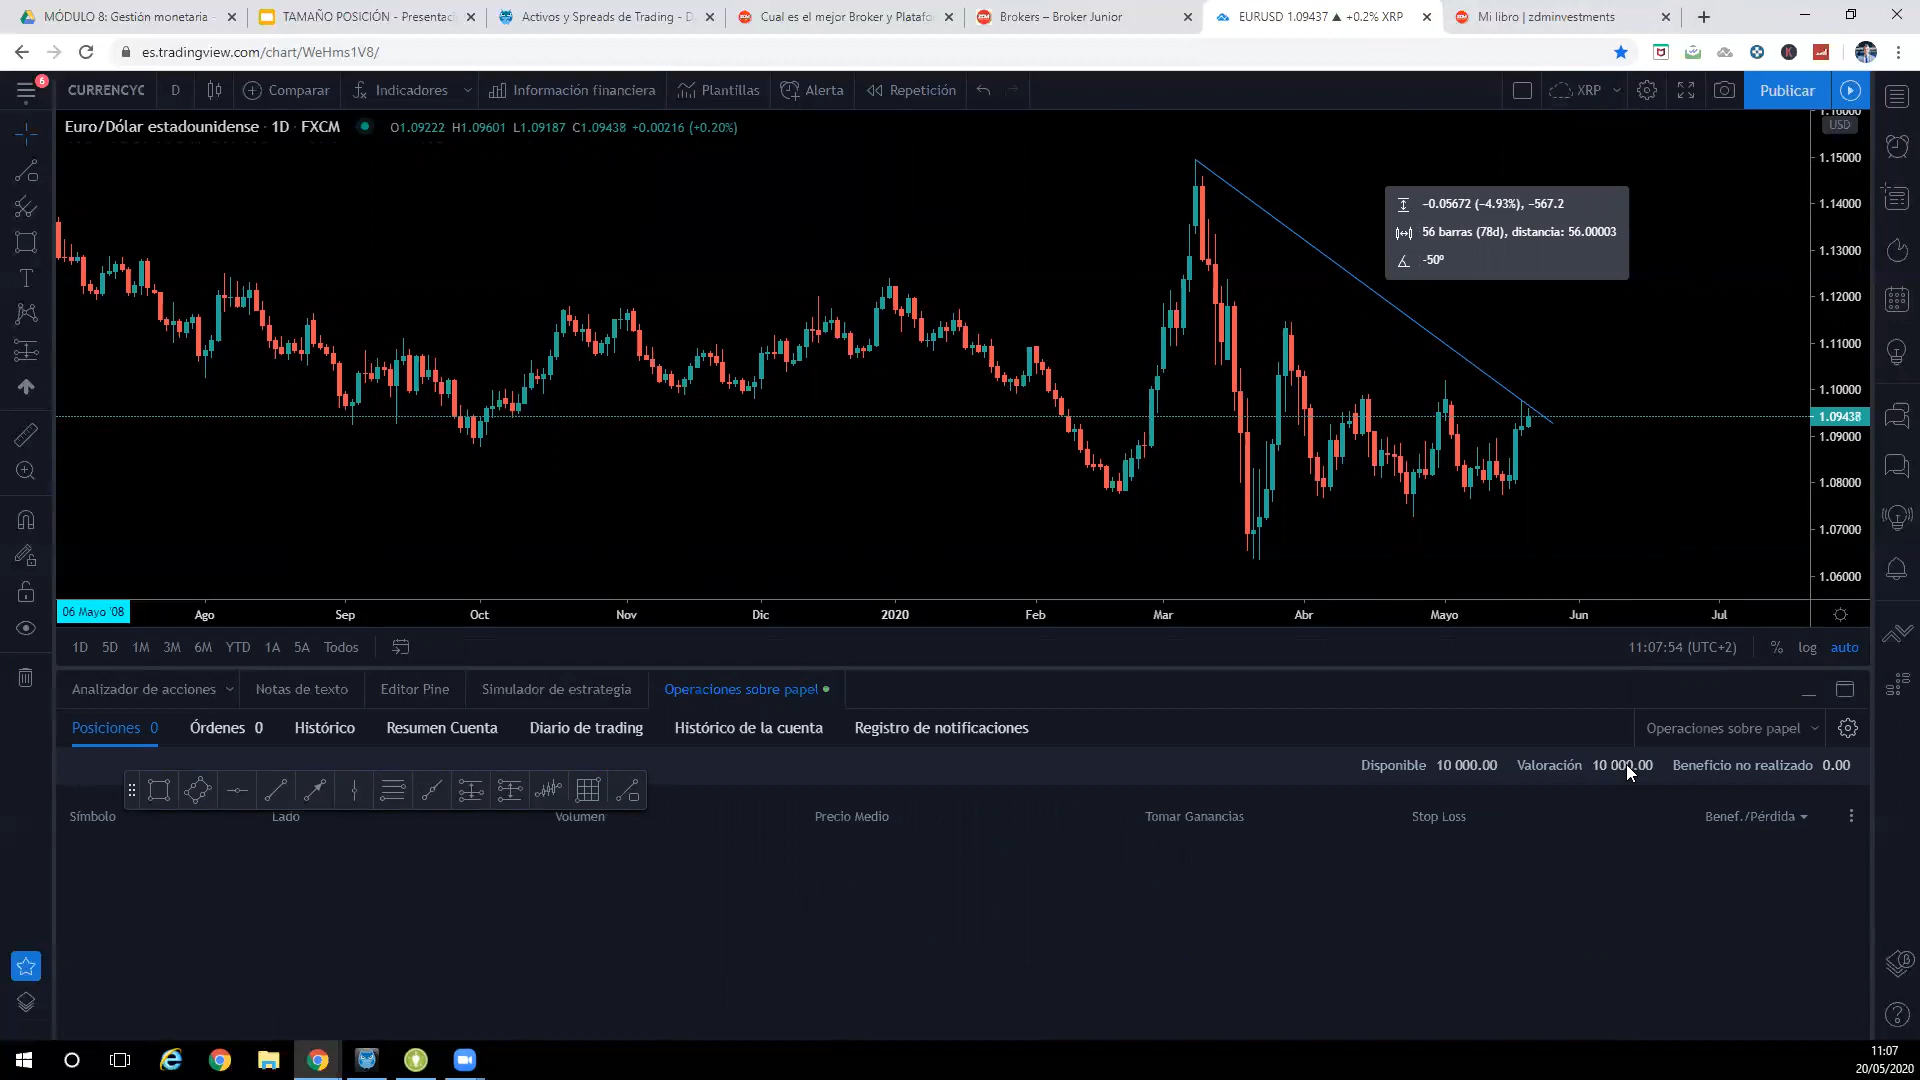 MÓDULO 8: Gestión monetaria
TAMAÑO POSICIÓN - Presentac
Activos y Spreads de Trading - D
Cual es el mejor Broker y Platafo
Brokers – Broker Junior
EURUSD 1.09437 ▲ +0.2% XRP
Mi libro | zdminvestments
es.tradingview.com/chart/WeHms1V8/
6
CURRENCYC
D
Comparar
Indicadores
Información financiera
Plantillas
Alerta
Repetición
XRP
Publicar
Euro/Dólar estadounidense · 1D · FXCM
O1.09222 H1.09601 L1.09187 C1.09438 +0.00216 (+0.20%)
USD
1.15000
1.14000
1.13000
1.12000
1.11000
1.10000
1.09438
1.09000
1.08000
1.07000
1.06000
−0.05672 (−4.93%), −567.2
56 barras (78d), distancia: 56.00003
-50º
06 Mayo '08
Ago
Sep
Oct
Nov
Dic
2020
Feb
Mar
Abr
Mayo
Jun
Jul
1D 5D 1M 3M 6M YTD 1A 5A Todos
11:07:54 (UTC+2)
% log auto
Analizador de acciones
Notas de texto
Editor Pine
Simulador de estrategia
Operaciones sobre papel
Posiciones 0
Órdenes 0
Histórico
Resumen Cuenta
Diario de trading
Histórico de la cuenta
Registro de notificaciones
Operaciones sobre papel
Disponible 10 000.00
Valoración 10 000.00
Beneficio no realizado 0.00
Símbolo
Lado
Volumen
Precio Medio
Tomar Ganancias
Stop Loss
Benef./Pérdida
11:07
20/05/2020